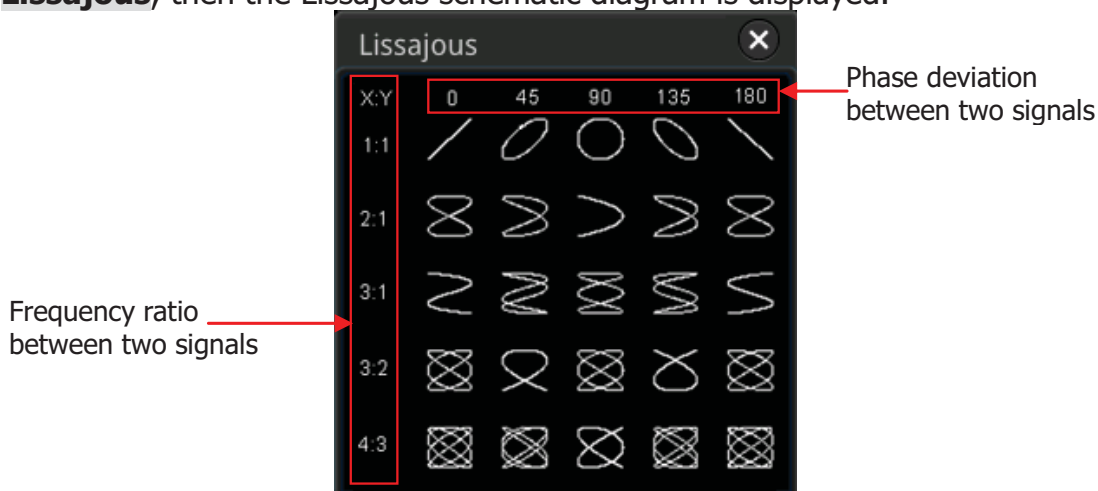 Lissajous, then the Lissajous schematic diagram is displayed.
Lissajous
X:Y 0 45 90 135 180
1:1
2:1
3:1
3:2
4:3
Phase deviation
between two signals
Frequency ratio
between two signals